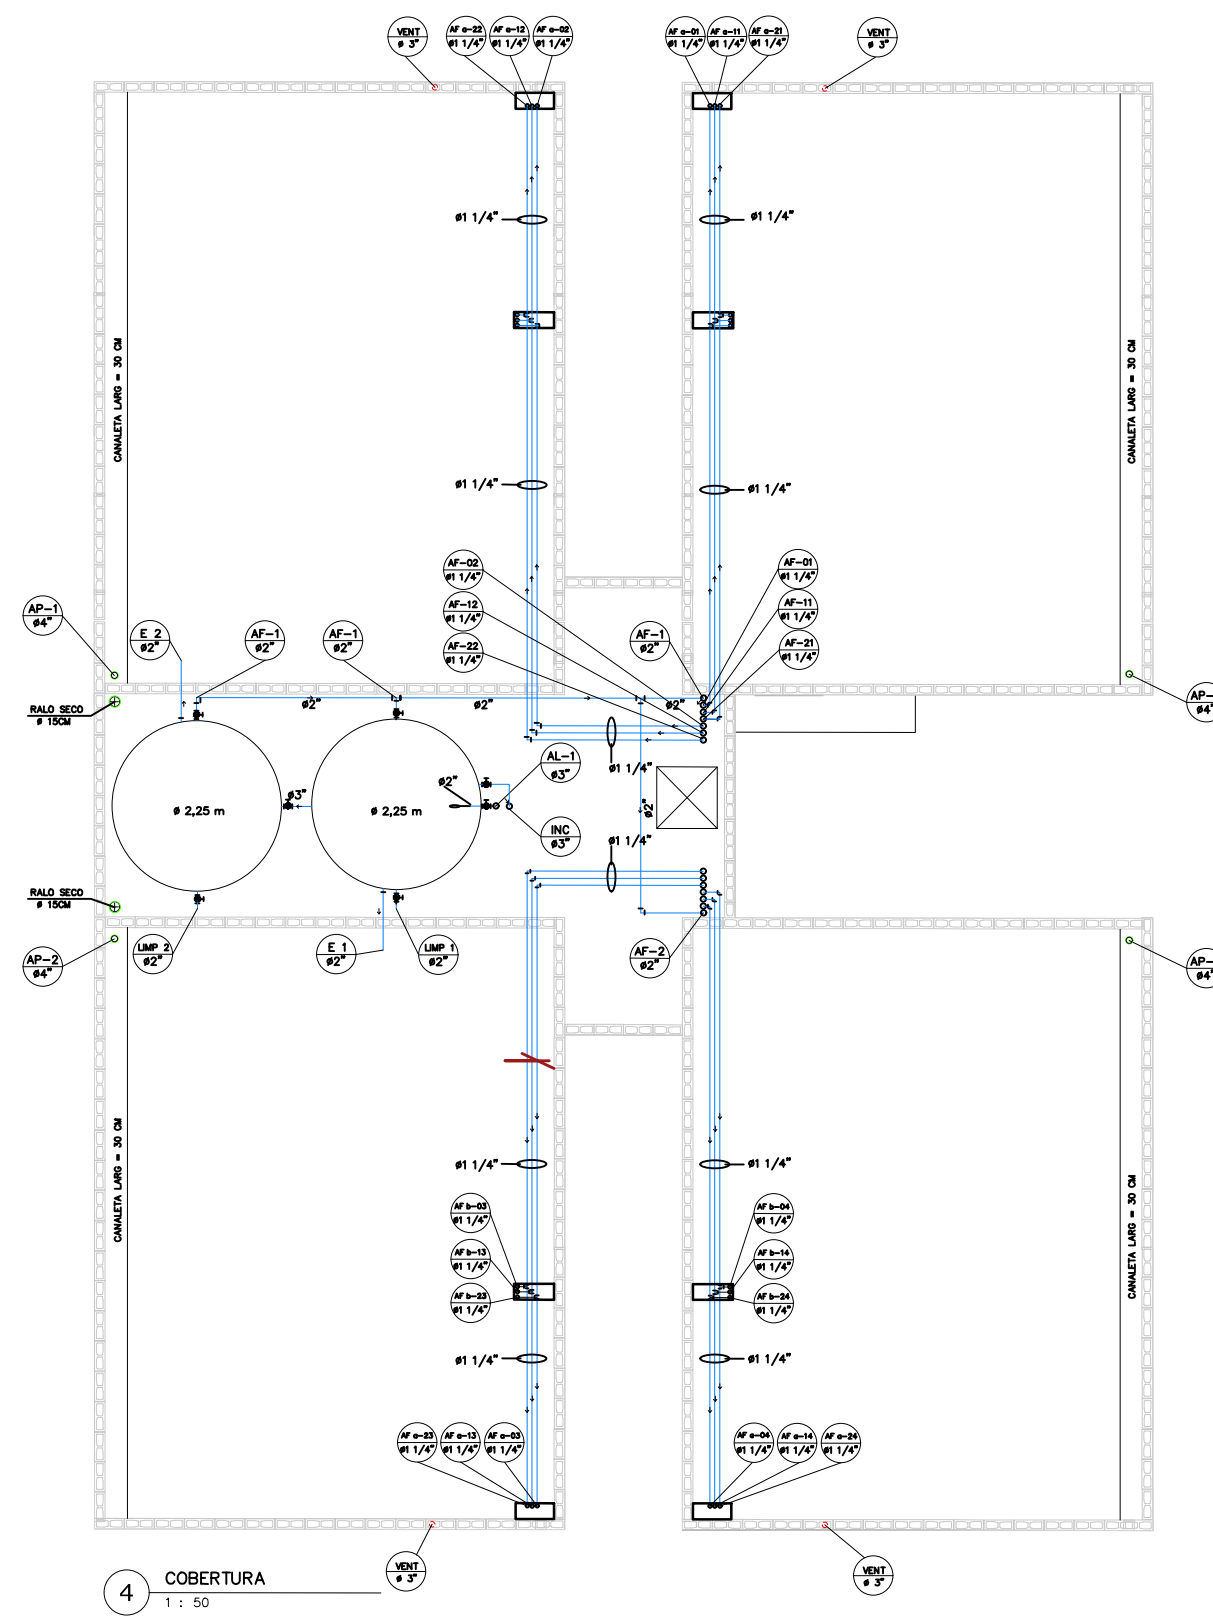 VENT
ø 3"
AF a-22
ø1 1/4"
AF a-12
ø1 1/4"
AF a-02
ø1 1/4"
AF a-01
ø1 1/4"
AF a-11
ø1 1/4"
AF a-21
ø1 1/4"
VENT
ø 3"
ø1 1/4"
ø1 1/4"
CANALETA LARG = 30 CM
CANALETA LARG = 30 CM
ø1 1/4"
ø1 1/4"
AF-02
ø1 1/4"
AF-01
ø1 1/4"
AF-12
ø1 1/4"
AF-11
ø1 1/4"
AF-22
ø1 1/4"
AF-21
ø1 1/4"
AP-1
ø4"
E 2
ø2"
AF-1
ø2"
AF-1
ø2"
AF-1
ø2"
RALO SECO
ø 15CM
ø2"
ø2"
ø2"
AP-
ø4"
AL-1
ø3"
ø1 1/4"
ø2"
ø3"
ø 2,25 m
ø 2,25 m
ø2"
INC
ø3"
ø1 1/4"
RALO SECO
ø 15CM
AP-2
ø4"
LIMP 2
ø2"
E 1
ø2"
LIMP 1
ø2"
AF-2
ø2"
AP-
ø4"
CANALETA LARG = 30 CM
CANALETA LARG = 30 CM
ø1 1/4"
ø1 1/4"
AF b-03
ø1 1/4"
AF b-04
ø1 1/4"
AF b-13
ø1 1/4"
AF b-14
ø1 1/4"
AF b-23
ø1 1/4"
AF b-24
ø1 1/4"
ø1 1/4"
ø1 1/4"
AF a-23
ø1 1/4"
AF a-13
ø1 1/4"
AF a-03
ø1 1/4"
AF a-04
ø1 1/4"
AF a-14
ø1 1/4"
AF a-24
ø1 1/4"
VENT
ø 3"
VENT
ø 3"
4
COBERTURA
1 : 50